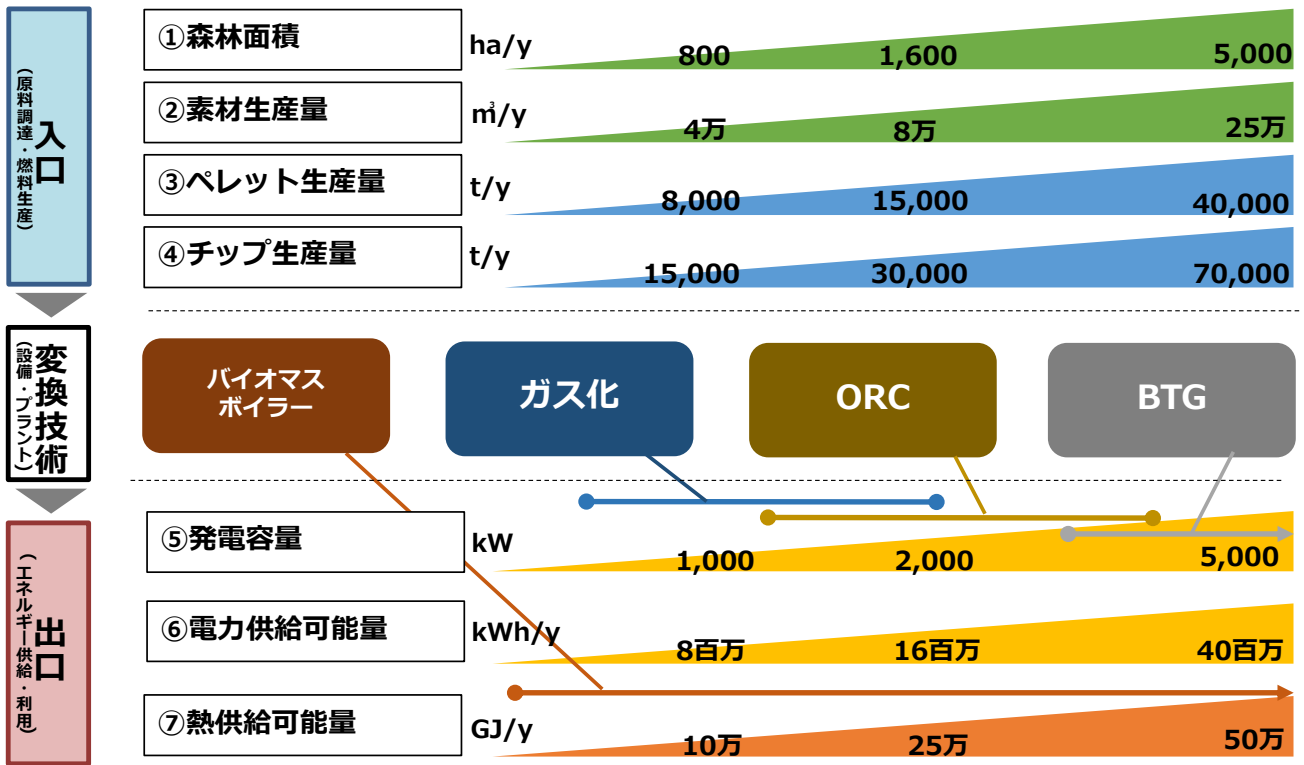 入口
(原料調達・燃料生産)
①森林面積
ha/y
800
1,600
5,000
②素材生産量
㎥/y
4万
8万
25万
③ペレット生産量
t/y
8,000
15,000
40,000
④チップ生産量
t/y
15,000
30,000
70,000
変換技術
(設備・プラント)
バイオマス
ボイラー
ガス化
ORC
BTG
出口
(エネルギー供給・利用)
⑤発電容量
kW
1,000
2,000
5,000
⑥電力供給可能量
kWh/y
8百万
16百万
40百万
⑦熱供給可能量
GJ/y
10万
25万
50万